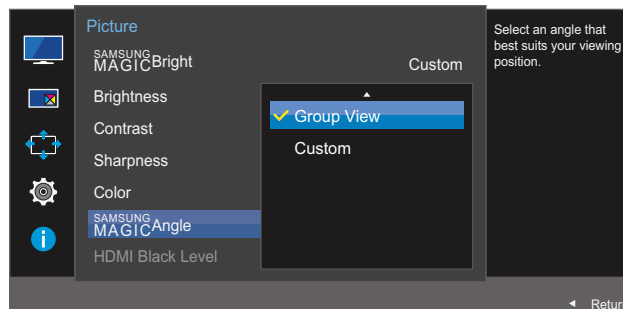 Picture
SAMSUNG
MAGICBright Custom
Brightness
Contrast
Sharpness
Color
SAMSUNG
MAGICAngle
HDMI Black Level
Group View
Custom
Select an angle that
best suits your viewing
position.
Return